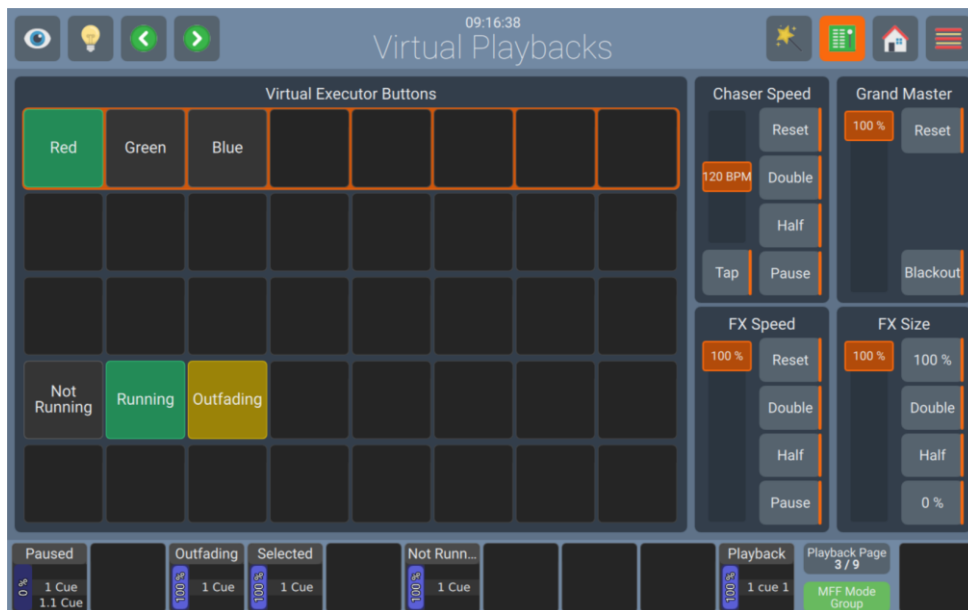 09:16:38
Virtual Playbacks
Virtual Executor Buttons
Red
Green
Blue
Not
Running
Running
Outfading
Chaser Speed
120 BPM
Reset
Double
Half
Tap
Pause
Grand Master
100 %
Reset
Blackout
FX Speed
100 %
Reset
Double
Half
Pause
FX Size
100 %
100 %
Double
Half
0 %
Paused
0 %
1 Cue
1.1 Cue
Outfading
100 %
1 Cue
Selected
100 %
1 Cue
Not Runn...
100 %
1 Cue
Playback
100 %
1 cue 1
Playback Page
3 / 9
MFF Mode
Group